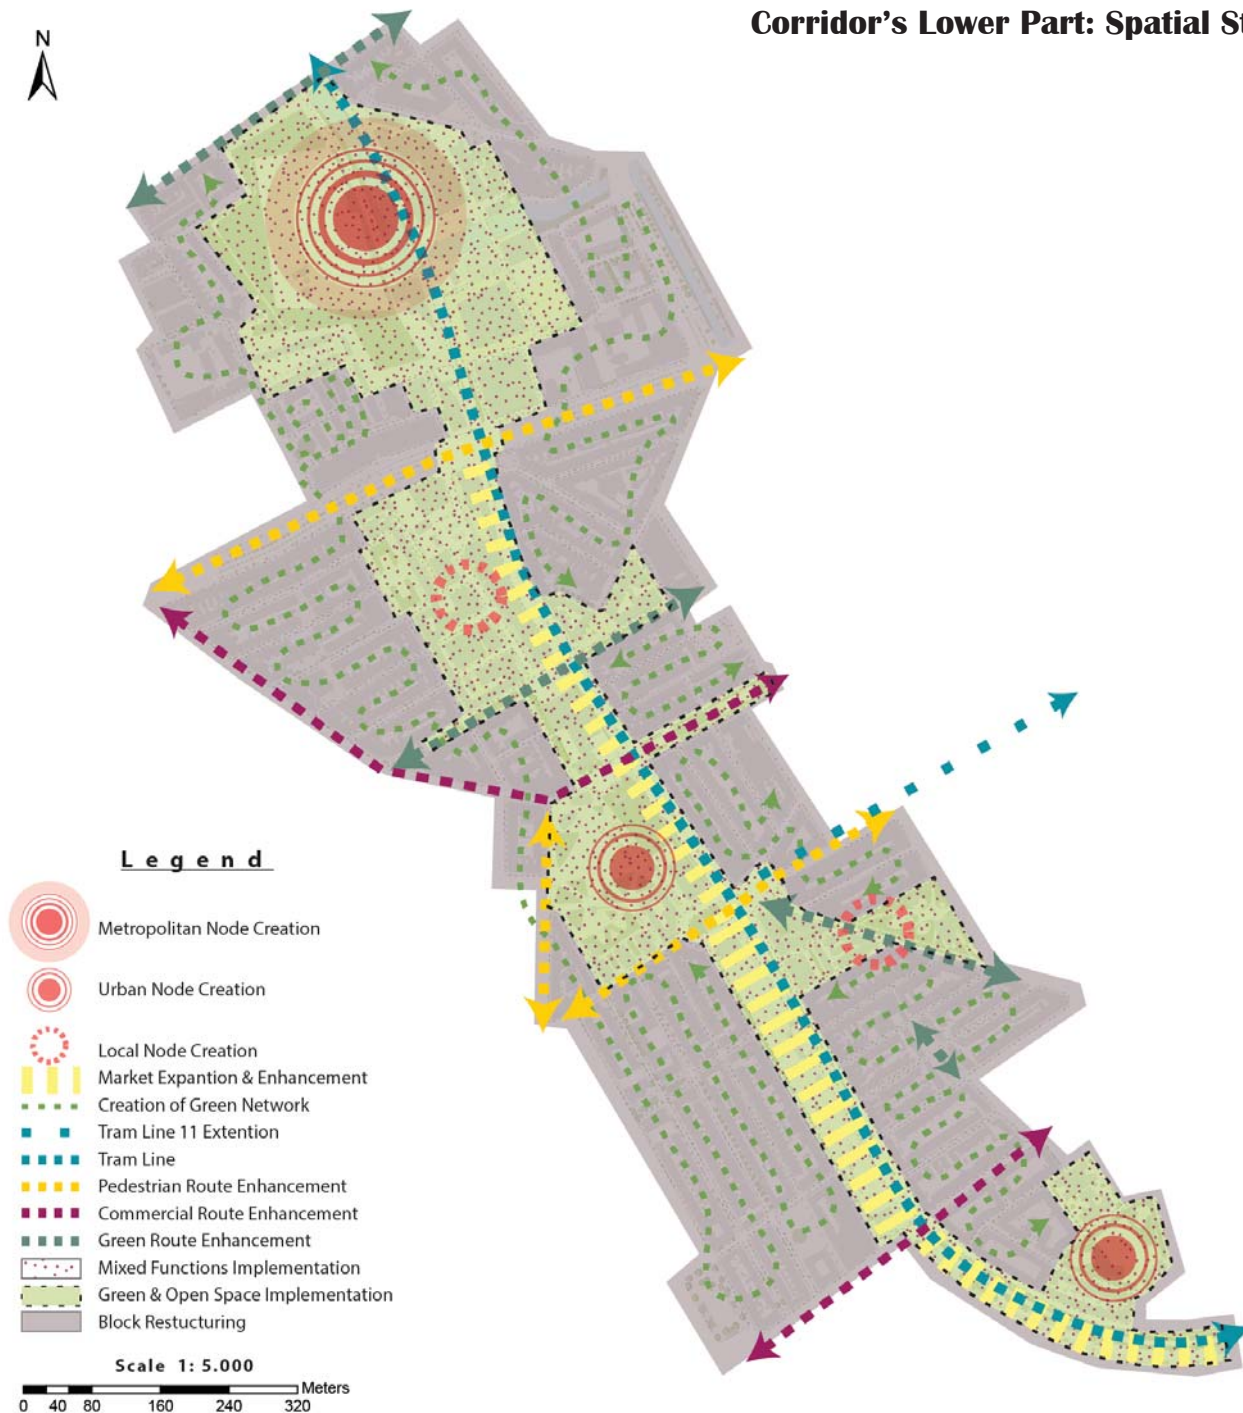 Corridor's Lower Part: Spatial St
N
Legend
Metropolitan Node Creation
Urban Node Creation
Local Node Creation
Market Expantion & Enhancement
Creation of Green Network
Tram Line 11 Extention
Tram Line
Pedestrian Route Enhancement
Commercial Route Enhancement
Green Route Enhancement
Mixed Functions Implementation
Green & Open Space Implementation
Block Restucturing
Scale 1: 5.000
Meters
0 40 80 160 240 320